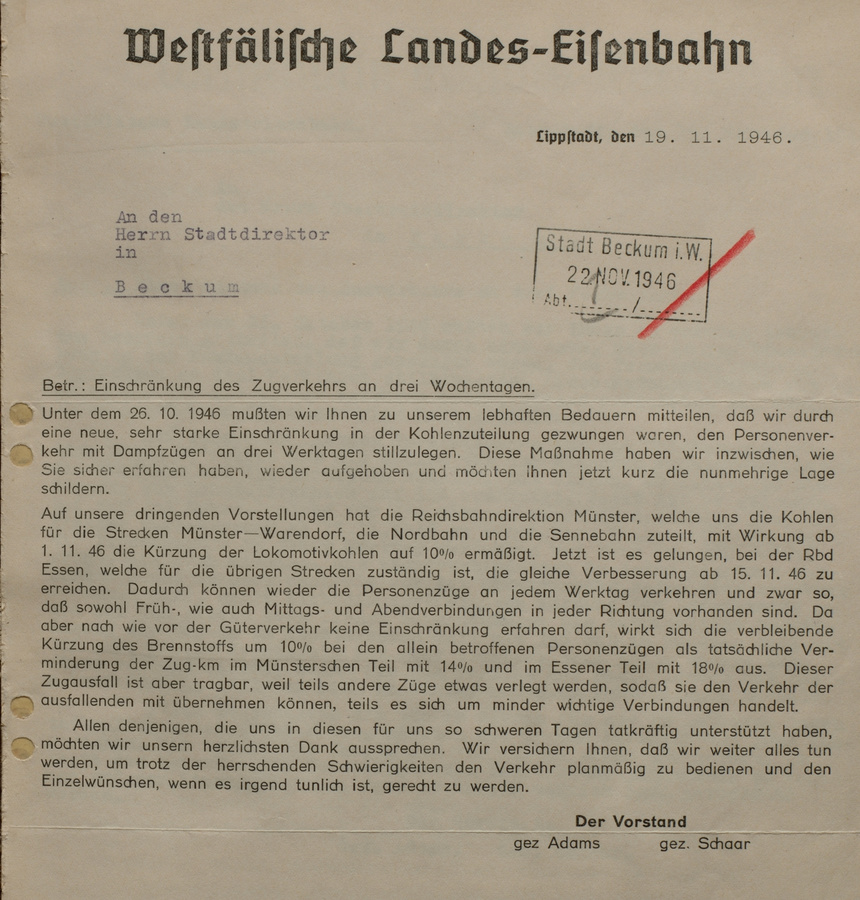 Westfälische Landes-Eisenbahn
Lippstadt, den 19. 11. 1946.
An den
Herrn Stadtdirektor
in
Beckum
Stadt Beckum i.W.
22. NOV. 1946
Abt. ........ / ........
Betr.: Einschränkung des Zugverkehrs an drei Wochentagen.
Unter dem 26. 10. 1946 mußten wir Ihnen zu unserem lebhaften Bedauern mitteilen, daß wir durch
eine neue, sehr starke Einschränkung in der Kohlenzuteilung gezwungen waren, den Personenver-
kehr mit Dampfzügen an drei Werktagen stillzulegen. Diese Maßnahme haben wir inzwischen, wie
Sie sicher erfahren haben, wieder aufgehoben und möchten ihnen jetzt kurz die nunmehrige Lage
schildern.
Auf unsere dringenden Vorstellungen hat die Reichsbahndirektion Münster, welche uns die Kohlen
für die Strecken Münster—Warendorf, die Nordbahn und die Sennebahn zuteilt, mit Wirkung ab
1. 11. 46 die Kürzung der Lokomotivkohlen auf 10% ermäßigt. Jetzt ist es gelungen, bei der Rbd
Essen, welche für die übrigen Strecken zuständig ist, die gleiche Verbesserung ab 15. 11. 46 zu
erreichen. Dadurch können wieder die Personenzüge an jedem Werktag verkehren und zwar so,
daß sowohl Früh-, wie auch Mittags- und Abendverbindungen in jeder Richtung vorhanden sind. Da
aber nach wie vor der Güterverkehr keine Einschränkung erfahren darf, wirkt sich die verbleibende
Kürzung des Brennstoffs um 10% bei den allein betroffenen Personenzügen als tatsächliche Ver-
minderung der Zug-km im Münsterschen Teil mit 14% und im Essener Teil mit 18% aus. Dieser
Zugausfall ist aber tragbar, weil teils andere Züge etwas verlegt werden, sodaß sie den Verkehr der
ausfallenden mit übernehmen können, teils es sich um minder wichtige Verbindungen handelt.
Allen denjenigen, die uns in diesen für uns so schweren Tagen tatkräftig unterstützt haben,
möchten wir unsern herzlichsten Dank aussprechen. Wir versichern Ihnen, daß wir weiter alles tun
werden, um trotz der herrschenden Schwierigkeiten den Verkehr planmäßig zu bedienen und den
Einzelwünschen, wenn es irgend tunlich ist, gerecht zu werden.
Der Vorstand
gez Adams gez. Schaar